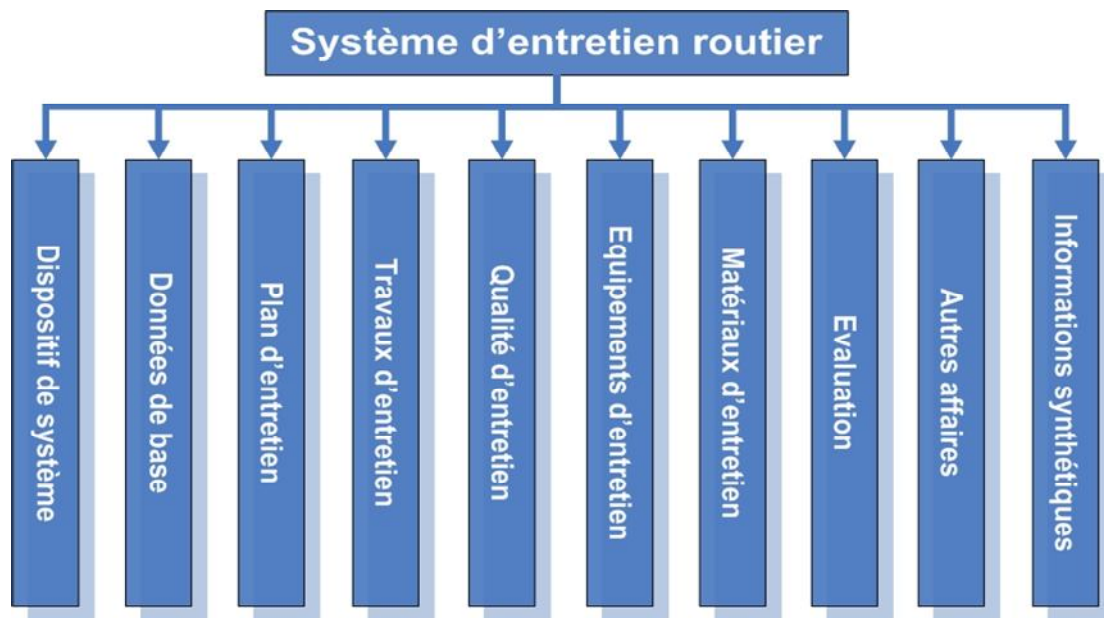 Système d’entretien routier
Dispositif de système
Données de base
Plan d’entretien
Travaux d’entretien
Qualité d’entretien
Equipements d’entretien
Matériaux d’entretien
Evaluation
Autres affaires
Informations synthétiques